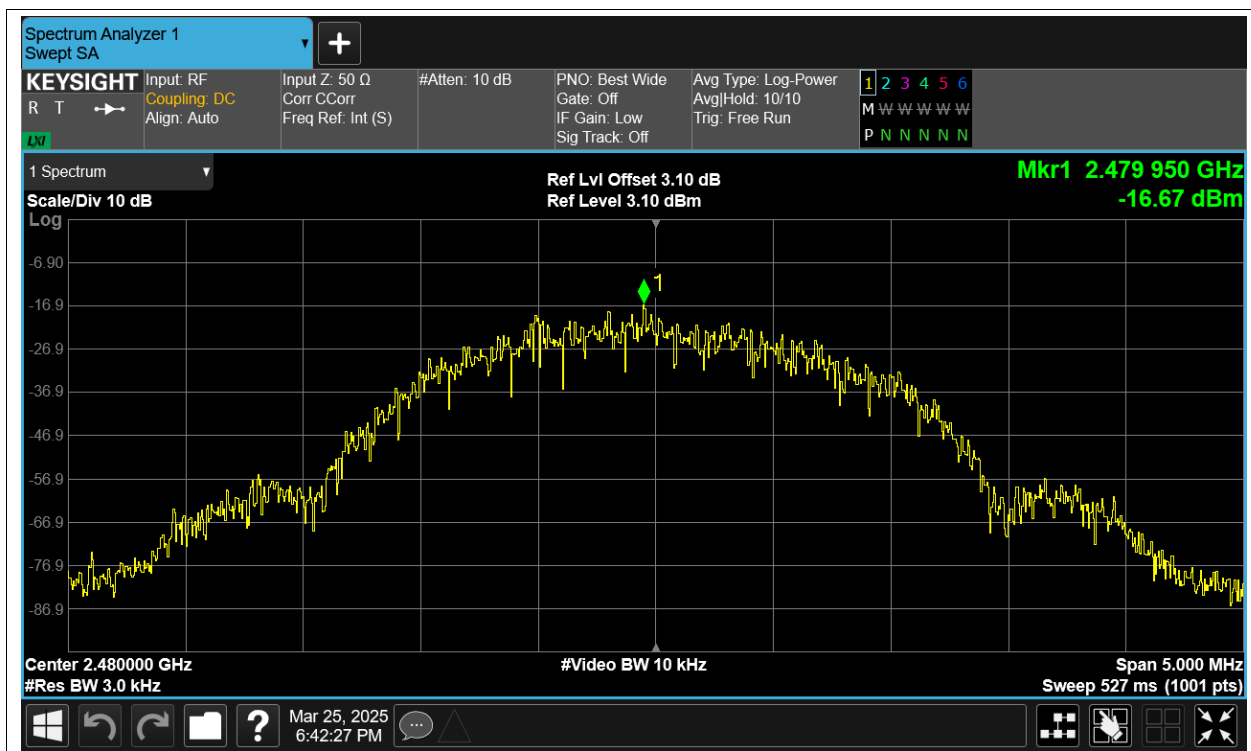 Spectrum Analyzer 1
Swept SA
KEYSIGHT
R T
LXI
Input: RF
Coupling: DC
Align: Auto
Input Z: 50 Ω
Corr CCorr
Freq Ref: Int (S)
#Atten: 10 dB
PNO: Best Wide
Gate: Off
IF Gain: Low
Sig Track: Off
Avg Type: Log-Power
Avg|Hold: 10/10
Trig: Free Run
1 2 3 4 5 6
M W W W W W
P N N N N N
1 Spectrum
Scale/Div 10 dB
Ref Lvl Offset 3.10 dB
Ref Level 3.10 dBm
Mkr1 2.479 950 GHz
-16.67 dBm
Log
1
-6.90
-16.9
-26.9
-36.9
-46.9
-56.9
-66.9
-76.9
-86.9
Center 2.480000 GHz
#Video BW 10 kHz
Span 5.000 MHz
#Res BW 3.0 kHz
Sweep 527 ms (1001 pts)
?
Mar 25, 2025
6:42:27 PM